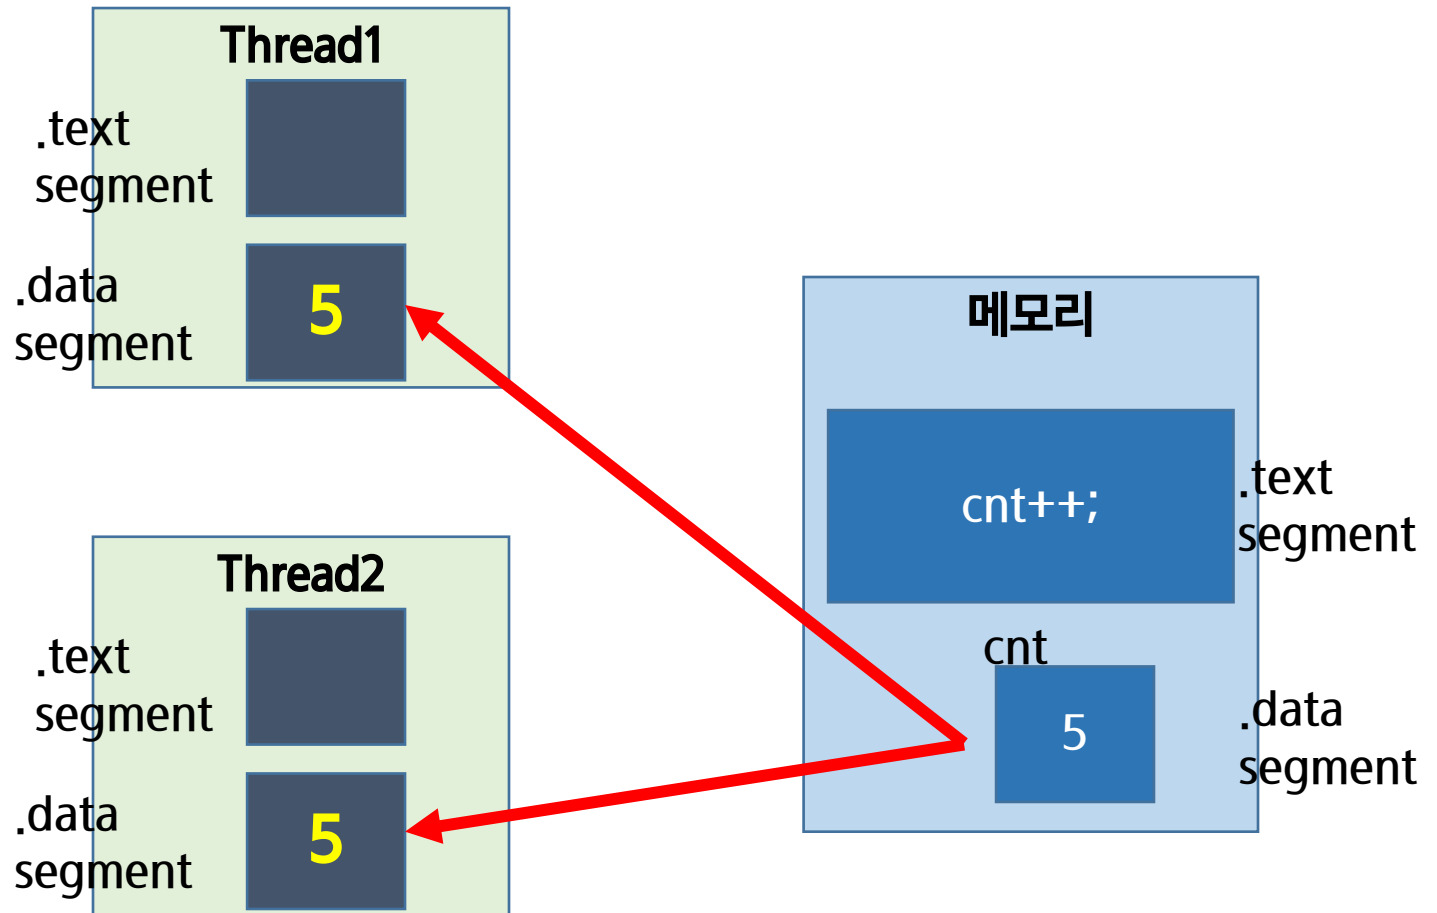 Thread1
.text
segment
.data
segment
5
메모리
cnt++;
.text
segment
cnt
5
.data
segment
Thread2
.text
segment
.data
segment
5